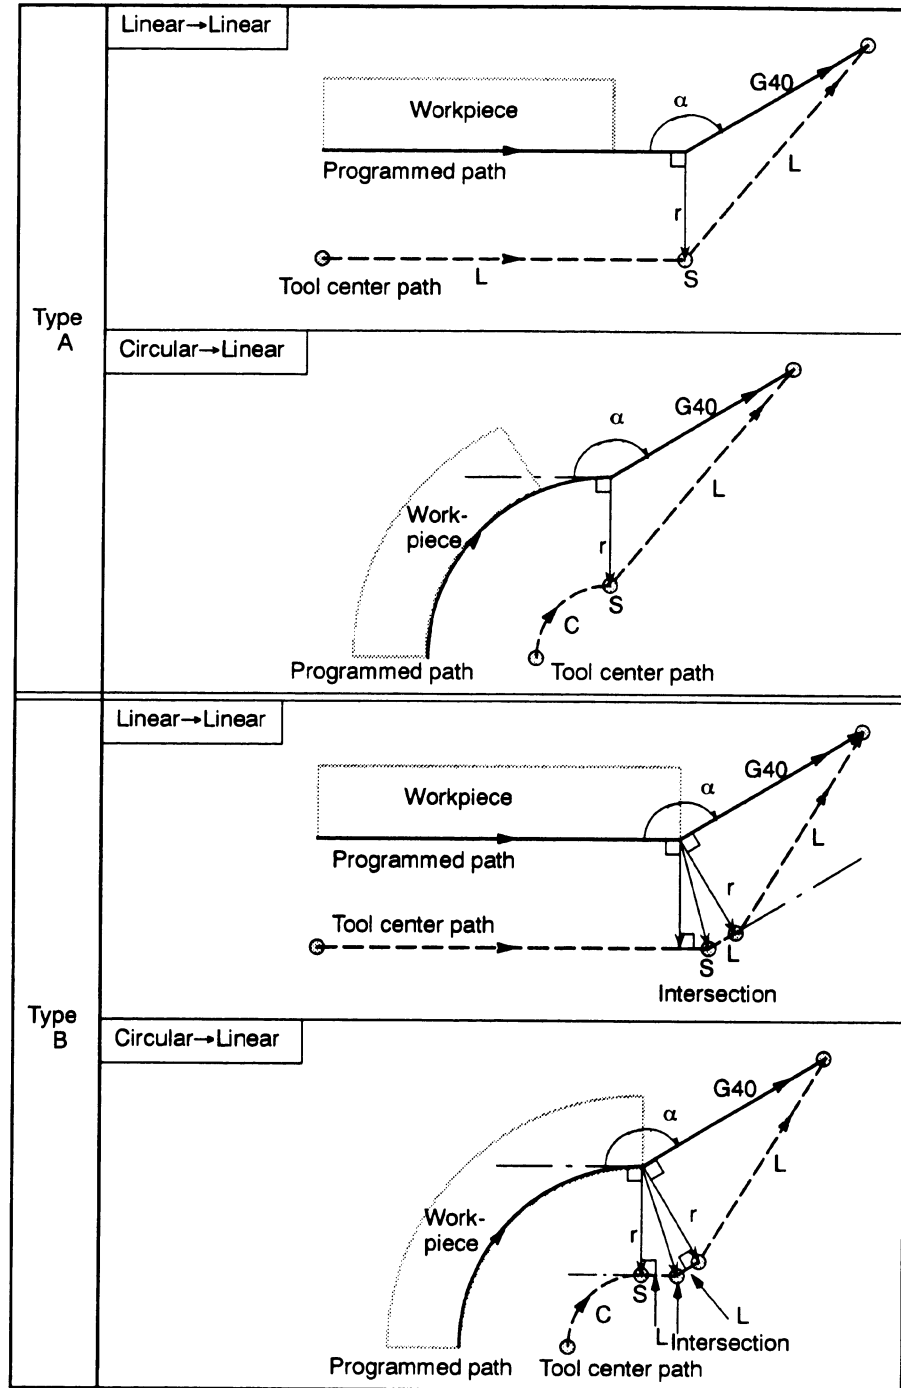 Type
A
Linear→Linear
Workpiece
Programmed path
α
G40
r
L
L
S
Tool center path
Circular→Linear
α
G40
Work-
piece
r
L
S
C
Programmed path
Tool center path
Type
B
Linear→Linear
Workpiece
α
G40
Programmed path
r
L
Tool center path
S
L
Intersection
Circular→Linear
α
G40
Work-
piece
r
r
L
S
C
L
L
Intersection
Programmed path
Tool center path